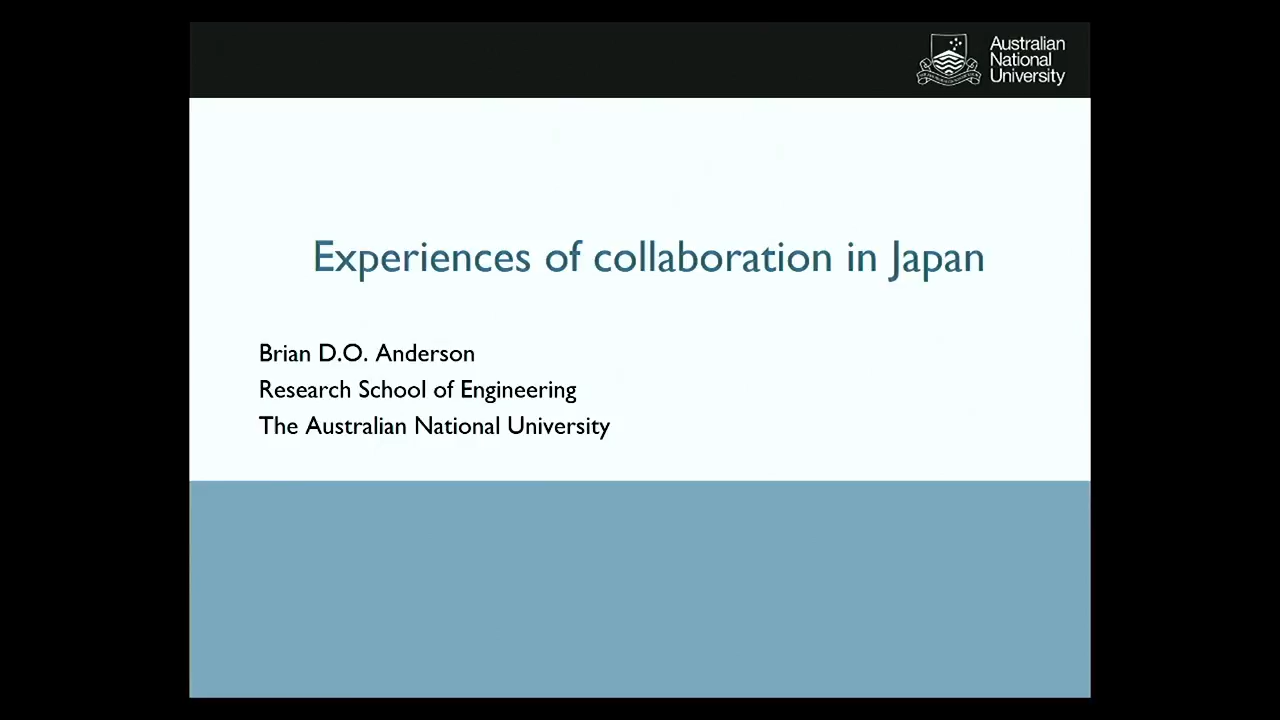 Australian
National
University
Experiences of collaboration in Japan
Brian D.O. Anderson
Research School of Engineering
The Australian National University